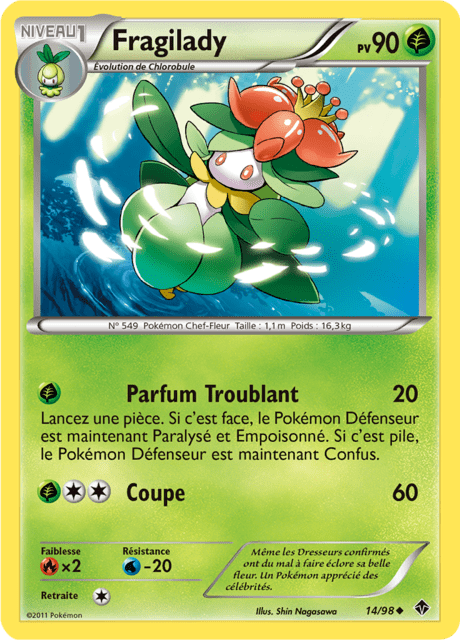 NIVEAU 1
Fragilady
PV 90
Évolution de Chlorobule
N° 549 Pokémon Chef-Fleur Taille : 1,1 m Poids : 16,3 kg
Parfum Troublant 20
Lancez une pièce. Si c'est face, le Pokémon Défenseur
est maintenant Paralysé et Empoisonné. Si c'est pile,
le Pokémon Défenseur est maintenant Confus.
Coupe 60
Faiblesse
×2
Résistance
-20
Retraite
Même les Dresseurs confirmés
ont du mal à faire éclore sa belle
fleur. Un Pokémon apprécié des
célébrités.
©2011 Pokémon
Illus. Shin Nagasawa
14/98